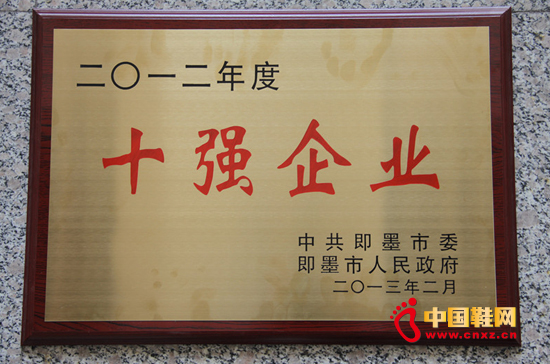 二〇一二年度
十强企业
中共即墨市委
即墨市人民政府
二〇一三年二月
中国鞋网
www.cnxz.cn